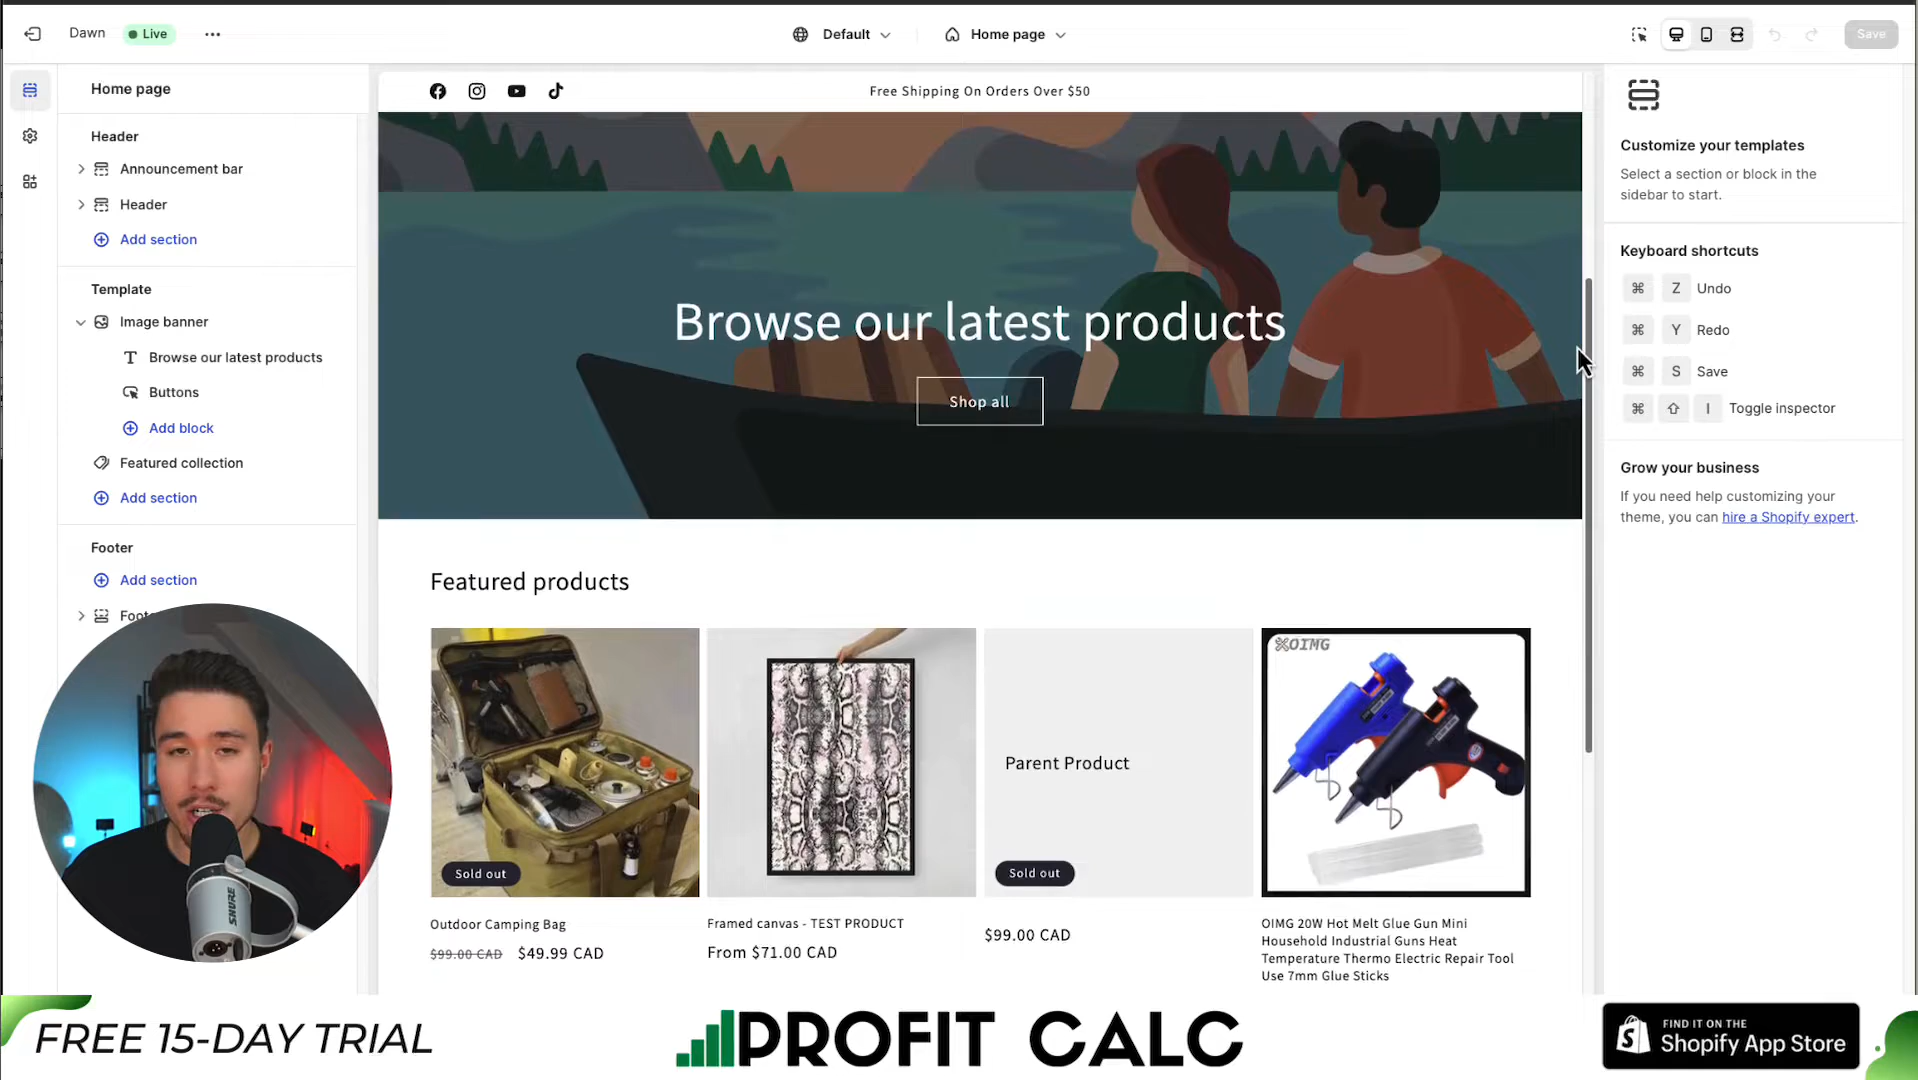 Dawn
Live
Default
Home page
Save
Home page
Header
Announcement bar
Header
Add section
Template
Image banner
Browse our latest products
Buttons
Add block
Featured collection
Add section
Footer
Add section
Foot
Free Shipping On Orders Over $50
Browse our latest products
Shop all
Featured products
Sold out
Outdoor Camping Bag
$99.00 CAD $49.99 CAD
Framed canvas - TEST PRODUCT
From $71.00 CAD
Parent Product
Sold out
$99.00 CAD
OIMG
OIMG 20W Hot Melt Glue Gun Mini
Household Industrial Guns Heat
Temperature Thermo Electric Repair Tool
Use 7mm Glue Sticks
Customize your templates
Select a section or block in the
sidebar to start.
Keyboard shortcuts
⌘ Z Undo
⌘ Y Redo
⌘ S Save
⌘ ⇧ I Toggle inspector
Grow your business
If you need help customizing your
theme, you can hire a Shopify expert.
SHURE
FREE 15-DAY TRIAL
PROFIT CALC
FIND IT ON THE
Shopify App Store